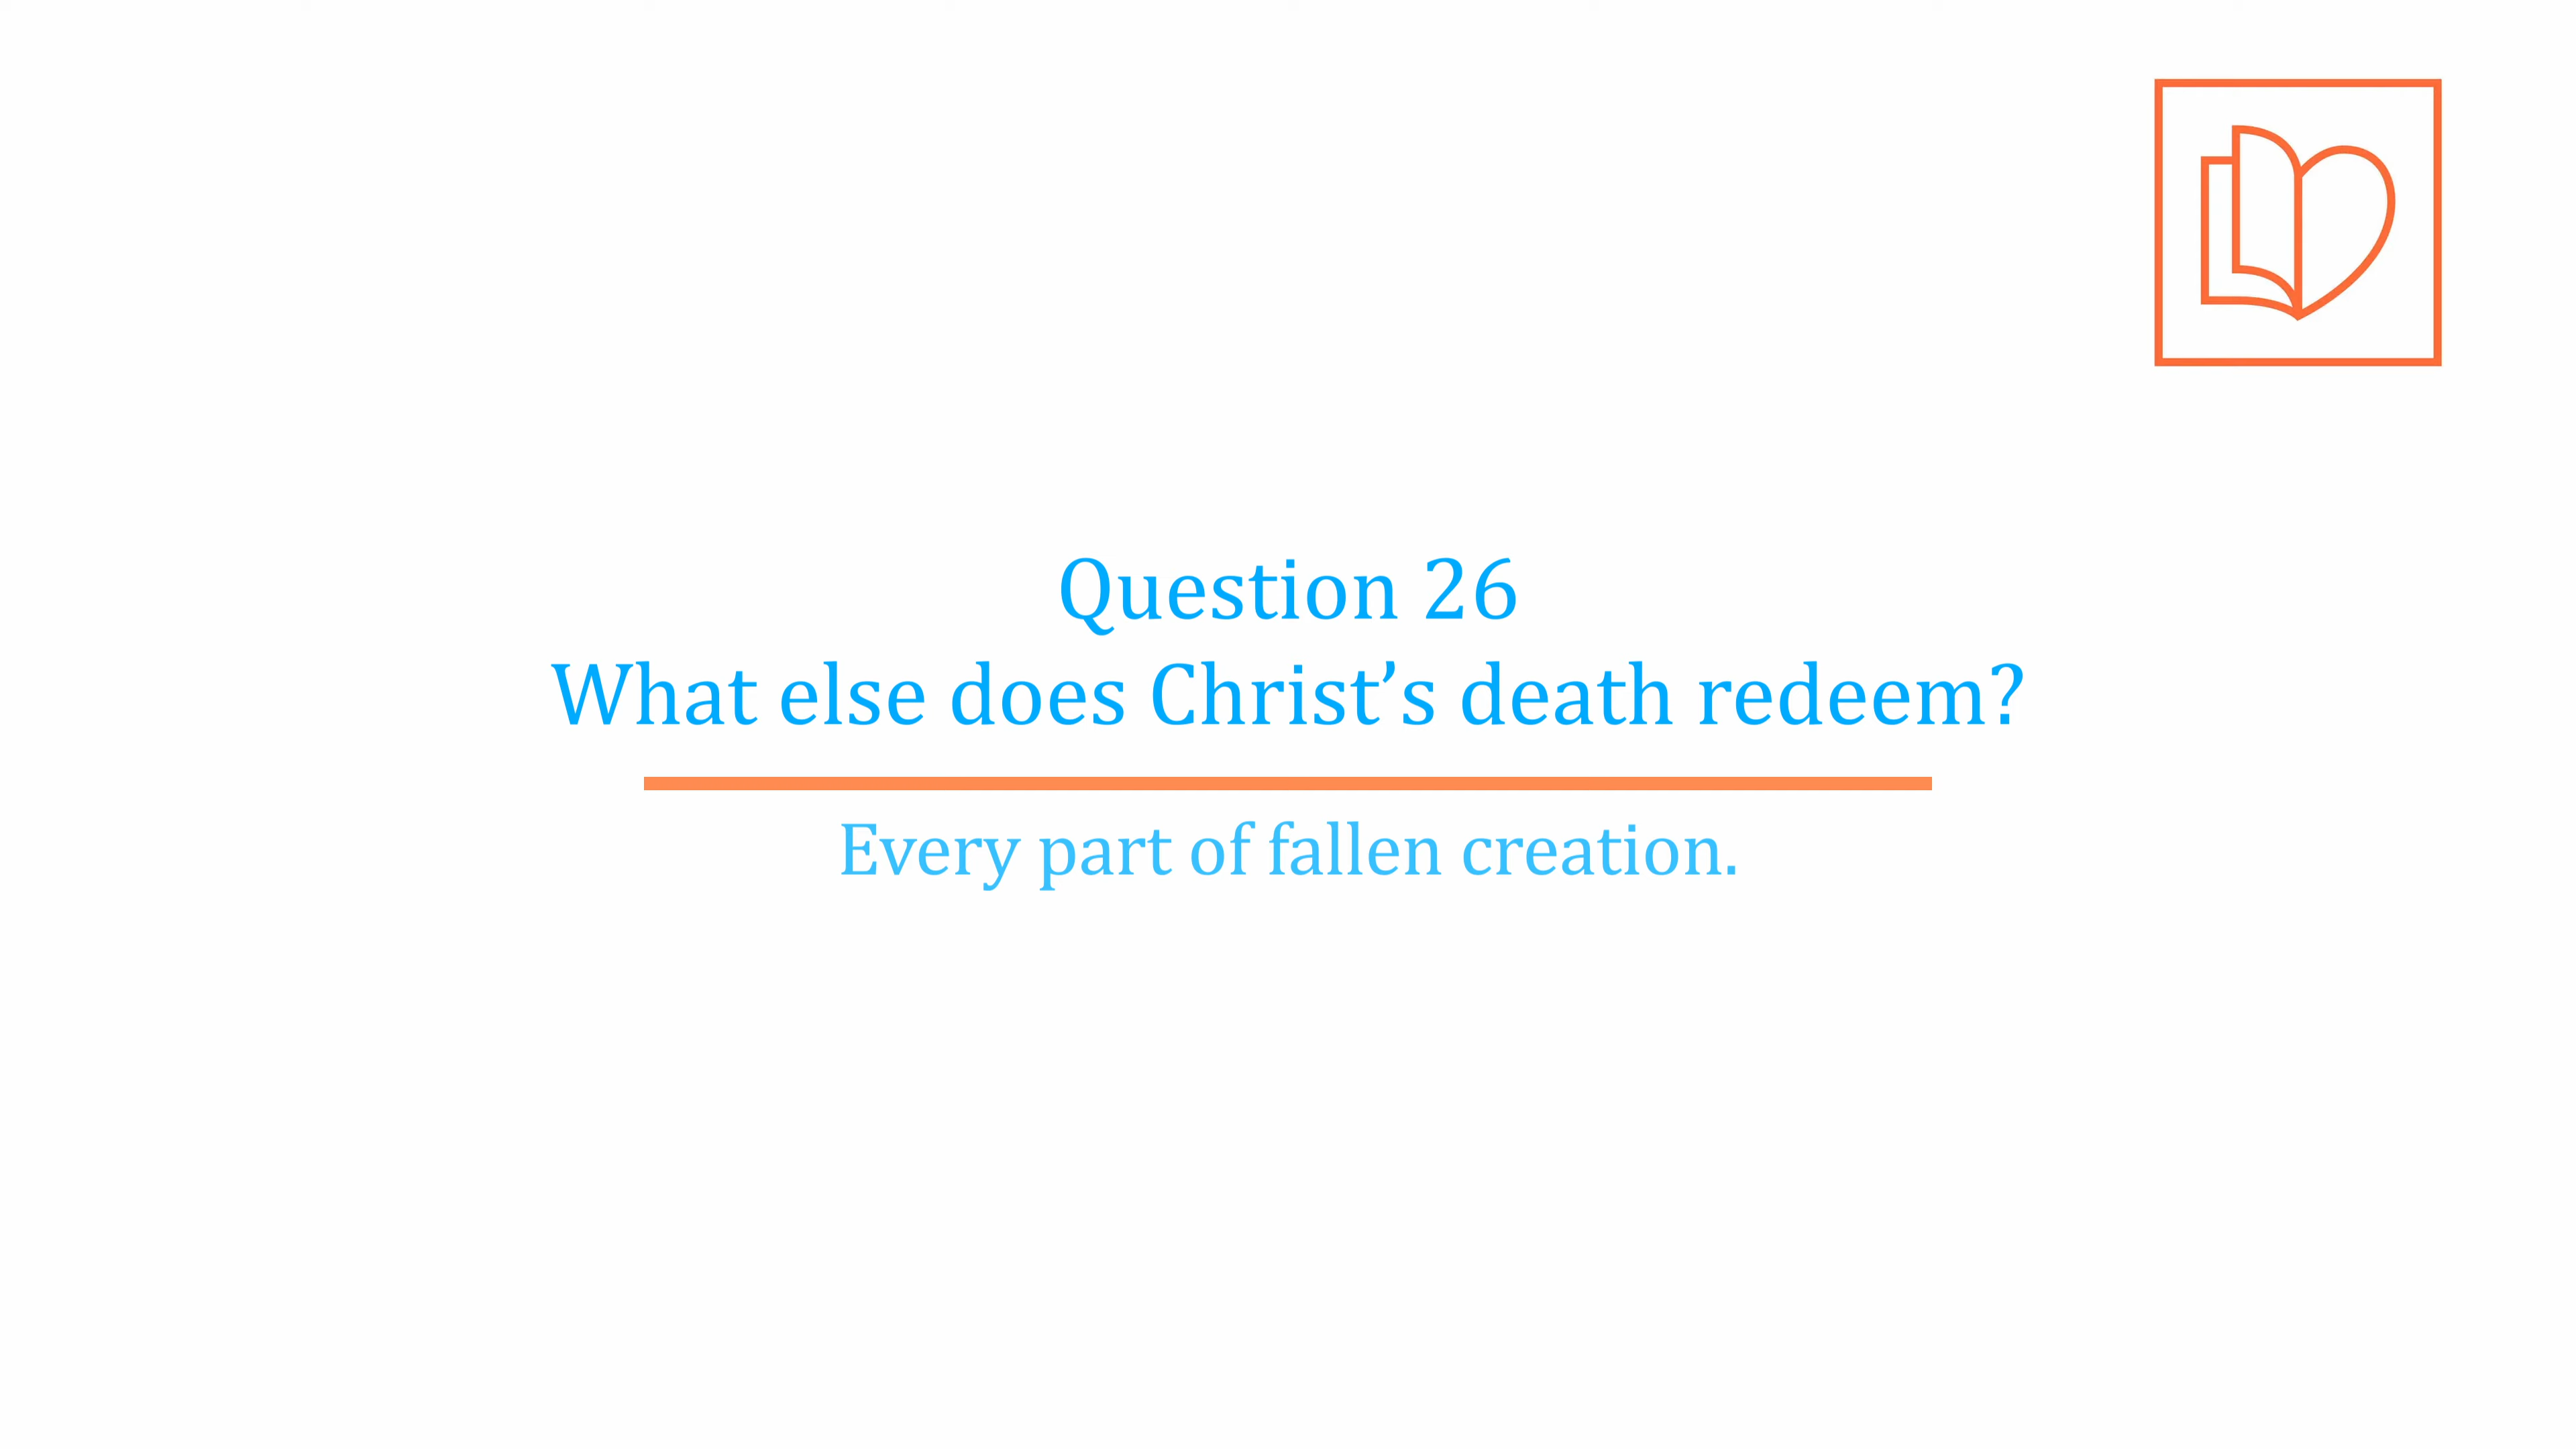 Question 26
What else does Christ’s death redeem?
Every part of fallen creation.